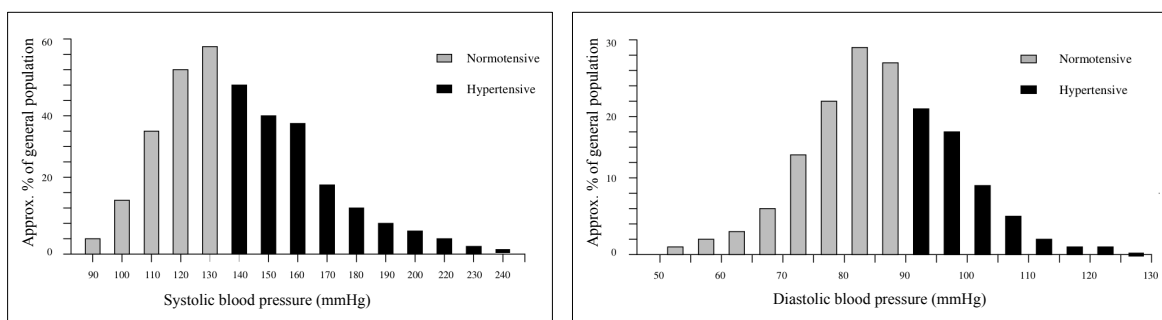 Approx. % of general population
60
40
20
0
Normotensive
Hypertensive
90 100 110 120 130 140 150 160 170 180 190 200 220 230 240
Systolic blood pressure (mmHg)
Approx. % of general population
30
20
10
0
Normotensive
Hypertensive
50 60 70 80 90 100 110 120 130
Diastolic blood pressure (mmHg)